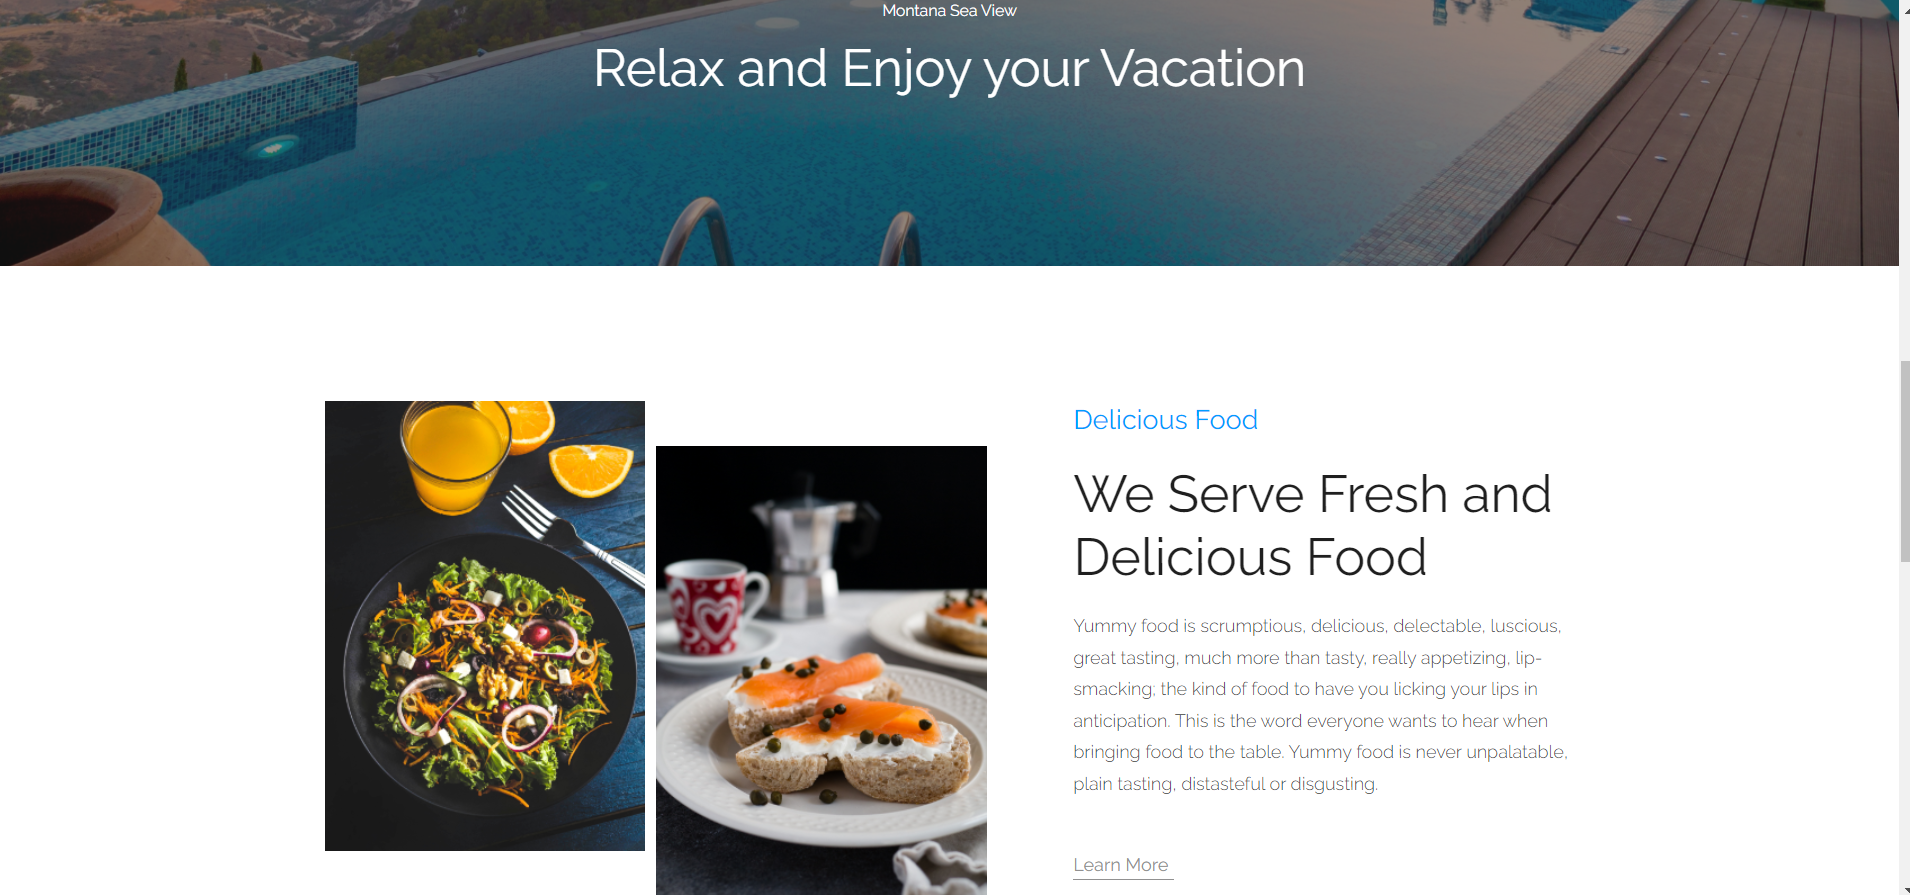 Montana Sea View
Relax and Enjoy your Vacation
Delicious Food
We Serve Fresh and
Delicious Food
Yummy food is scrumptious, delicious, delectable, luscious,
great tasting, much more than tasty, really appetizing, lip-
smacking; the kind of food to have you licking your lips in
anticipation. This is the word everyone wants to hear when
bringing food to the table. Yummy food is never unpalatable,
plain tasting, distasteful or disgusting.
Learn More